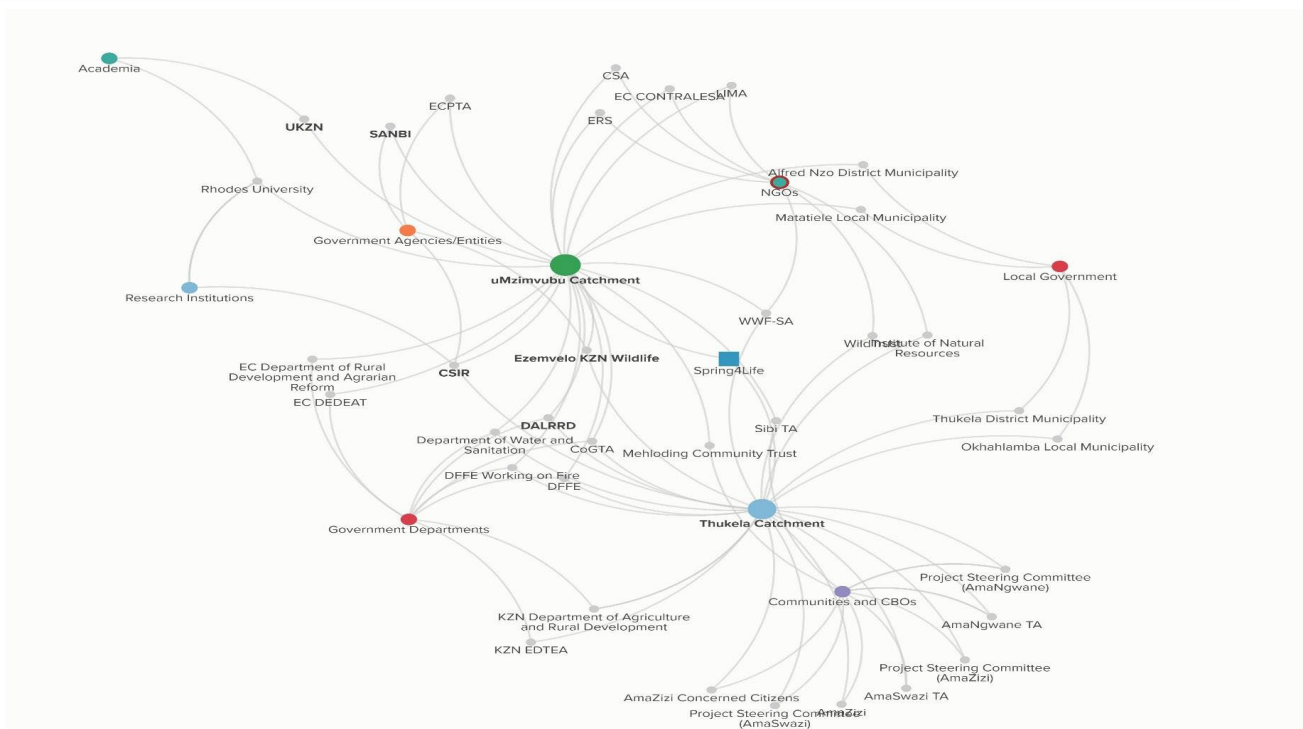 Academia
CSA
EC CONTRALESA
LIMA
ECPTA
ERS
UKZN
SANBI
Alfred Nzo District Municipality
Rhodes University
NGOs
Matatiele Local Municipality
Government Agencies/Entities
uMzimvubu Catchment
Local Government
Research Institutions
WWF-SA
WildTrust
Institute of Natural
Resources
Ezemvelo KZN Wildlife
EC Department of Rural
Development and Agrarian
Reform
CSIR
Spring4Life
EC DEDEAT
Thukela District Municipality
DALRRD
Sibi TA
Department of Water and
Sanitation
CoGTA
Mehloding Community Trust
Okhahlamba Local Municipality
DFFE Working on Fire
DFFE
Government Departments
Thukela Catchment
Project Steering Committee
(AmaNgwane)
Communities and CBOs
KZN Department of Agriculture
and Rural Development
AmaNgwane TA
KZN EDTEA
Project Steering Committee
(AmaZizi)
AmaZizi Concerned Citizens
AmaSwazi TA
Project Steering Committee
(AmaSwazi)
AmaZizi